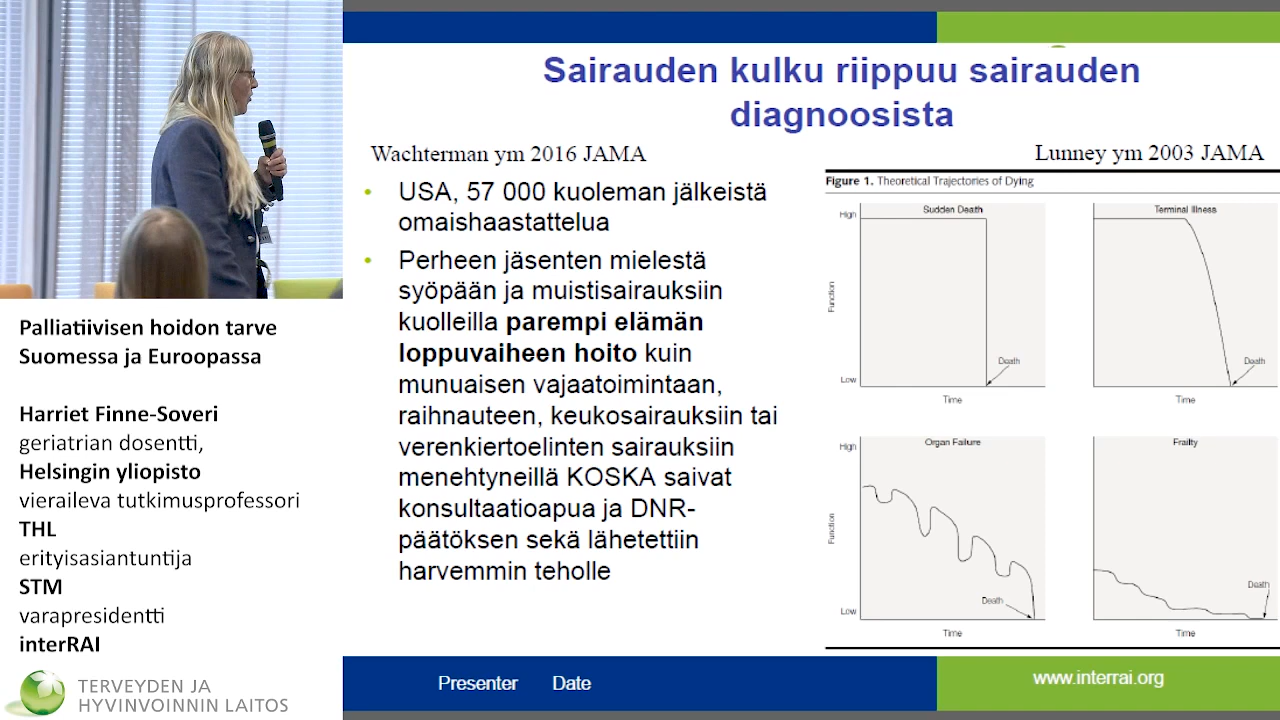 Sairauden kulku riippuu sairauden
diagnoosista
Wachterman ym 2016 JAMA
Lunney ym 2003 JAMA
• USA, 57 000 kuoleman jälkeistä
omaishaastattelua
• Perheen jäsenten mielestä
syöpään ja muistisairauksiin
kuolleilla parempi elämän
loppuvaiheen hoito kuin
munuaisen vajaatoimintaan,
raihnauteen, keukosairauksiin tai
verenkiertoelinten sairauksiin
menehtyneillä KOSKA saivat
konsultaatioapua ja DNR-
päätöksen sekä lähetettiin
harvemmin teholle
Figure 1. Theoretical Trajectories of Dying
Sudden Death
High
Function
Low
Death
Time
Terminal Illness
Death
Time
Organ Failure
High
Function
Low
Death
Time
Frailty
Death
Time
Presenter Date
www.interrai.org
Palliatiivisen hoidon tarve
Suomessa ja Euroopassa
Harriet Finne-Soveri
geriatrian dosentti,
Helsingin yliopisto
vieraileva tutkimusprofessori
THL
erityisasiantuntija
STM
varapresidentti
interRAI
TERVEYDEN JA
HYVINVOINNIN LAITOS